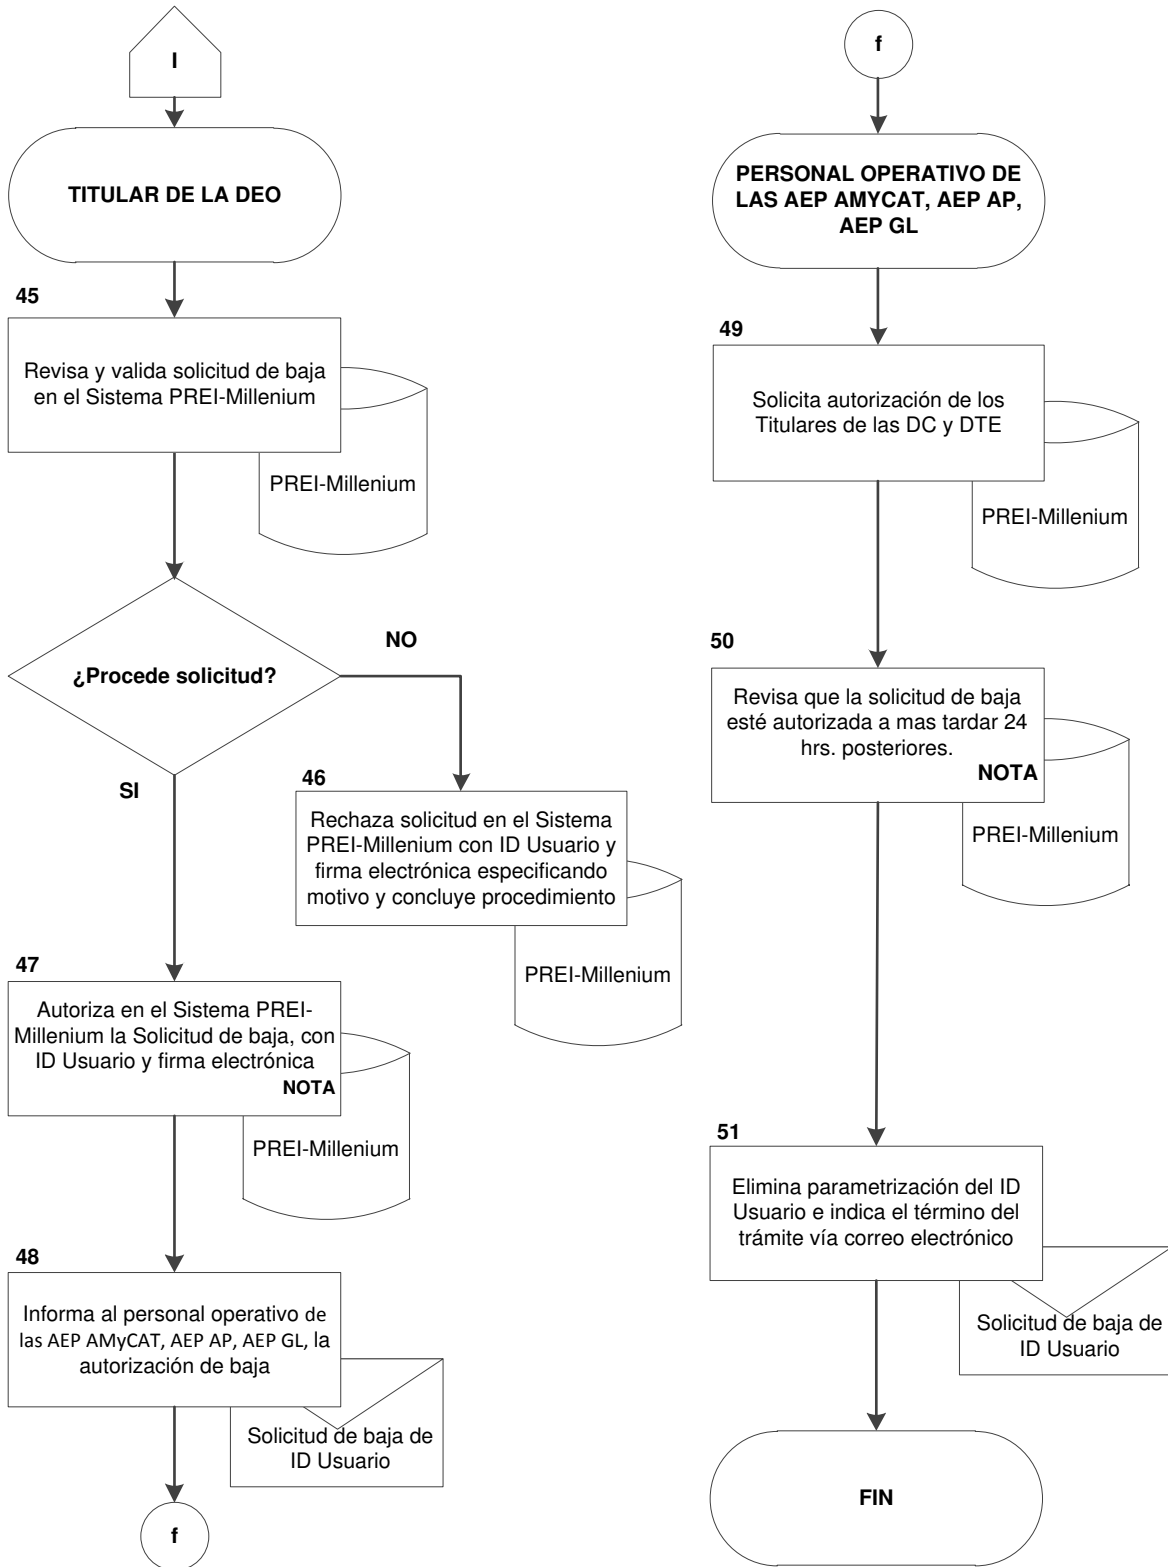 I
TITULAR DE LA DEO
45
Revisa y valida solicitud de baja
en el Sistema PREI-Millenium
PREI-Millenium
¿Procede solicitud?
NO
SI
46
Rechaza solicitud en el Sistema
PREI-Millenium con ID Usuario y
firma electrónica especificando
motivo y concluye procedimiento
PREI-Millenium
47
Autoriza en el Sistema PREI-
Millenium la Solicitud de baja, con
ID Usuario y firma electrónica
NOTA
PREI-Millenium
48
Informa al personal operativo de
las AEP AMyCAT, AEP AP, AEP GL, la
autorización de baja
Solicitud de baja de
ID Usuario
f
f
PERSONAL OPERATIVO DE
LAS AEP AMYCAT, AEP AP,
AEP GL
49
Solicita autorización de los
Titulares de las DC y DTE
PREI-Millenium
50
Revisa que la solicitud de baja
esté autorizada a mas tardar 24
hrs. posteriores.
NOTA
PREI-Millenium
51
Elimina parametrización del ID
Usuario e indica el término del
trámite vía correo electrónico
Solicitud de baja de
ID Usuario
FIN